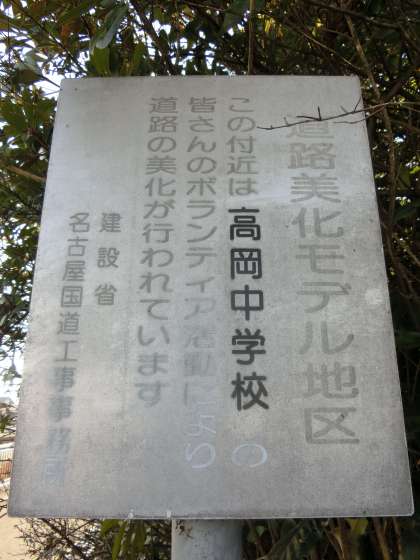 道路美化モデル地区
この付近は高岡中学校の
皆さんのボランティア活動により
道路の美化が行われています
建設省
名古屋国道工事事務所